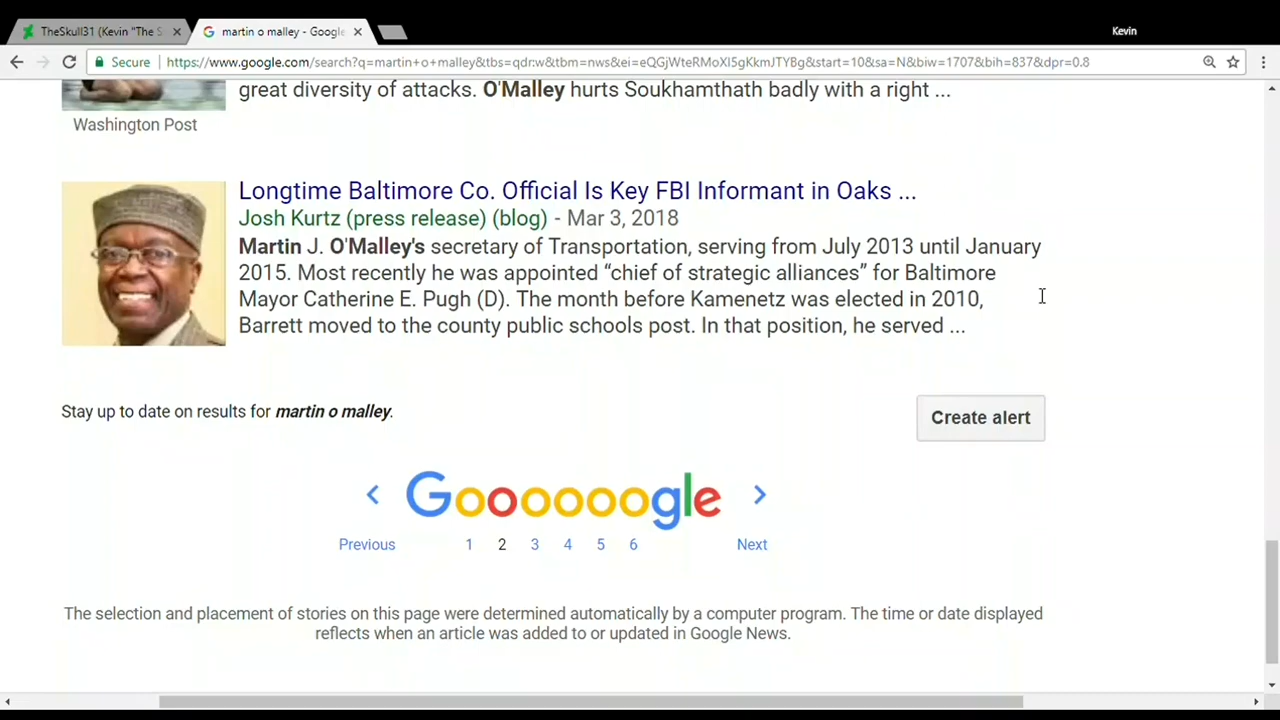 TheSkull31 (Kevin "The S
martin o malley - Google
Kevin
Secure
https://www.google.com/search?q=martin+o+malley&tbs=qdr:w&tbm=nws&ei=eQGjWteRMoXI5gKkmJTYBg&start=10&sa=N&biw=1707&bih=837&dpr=0.8
great diversity of attacks. O'Malley hurts Soukhamthath badly with a right ...
Washington Post
Longtime Baltimore Co. Official Is Key FBI Informant in Oaks ...
Josh Kurtz (press release) (blog) - Mar 3, 2018
Martin J. O'Malley's secretary of Transportation, serving from July 2013 until January
2015. Most recently he was appointed “chief of strategic alliances” for Baltimore
Mayor Catherine E. Pugh (D). The month before Kamenetz was elected in 2010,
Barrett moved to the county public schools post. In that position, he served ...
Stay up to date on results for martin o malley.
Create alert
Goooooogle
Previous 1 2 3 4 5 6 Next
The selection and placement of stories on this page were determined automatically by a computer program. The time or date displayed
reflects when an article was added to or updated in Google News.